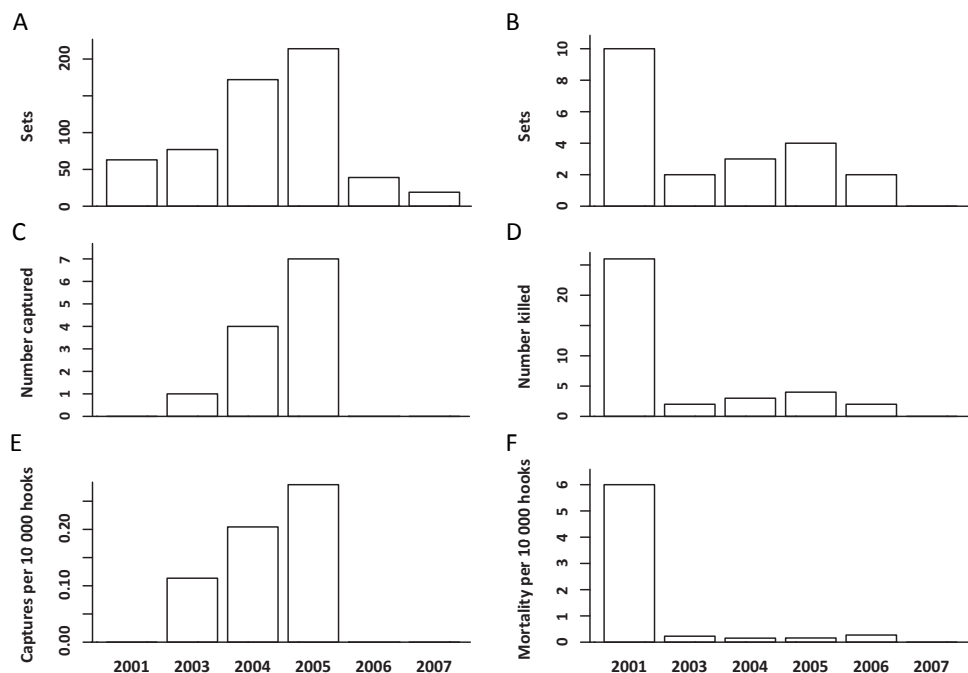 A
Sets
0
50
100
200
B
Sets
0
2
4
6
8
10
C
Number captured
0
1
2
3
4
5
6
7
D
Number killed
0
5
10
20
E
Captures per 10 000 hooks
0.00
0.10
0.20
2001 2003 2004 2005 2006 2007
F
Mortality per 10 000 hooks
0
1
2
3
4
5
6
2001 2003 2004 2005 2006 2007